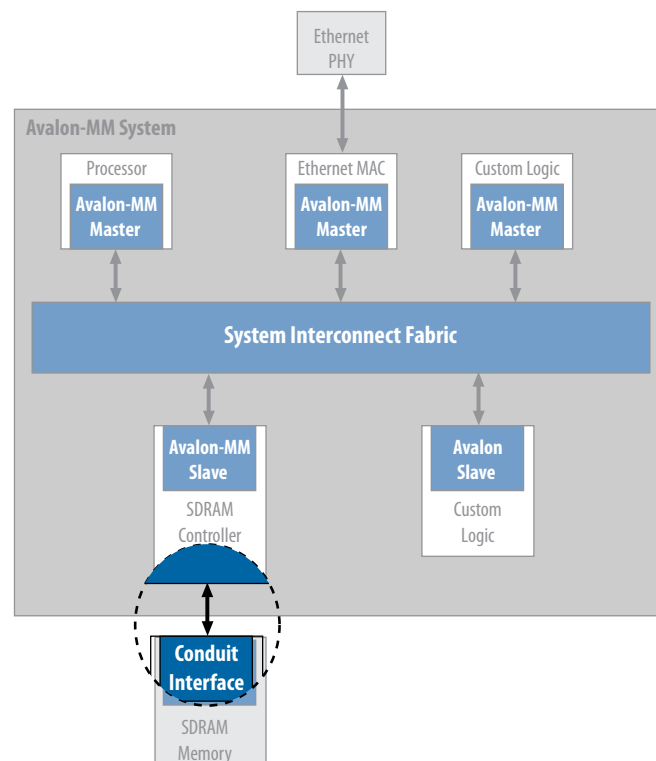 Ethernet
PHY
Avalon-MM System
Processor
Avalon-MM
Master
Ethernet MAC
Avalon-MM
Master
Custom Logic
Avalon-MM
Master
System Interconnect Fabric
Avalon-MM
Slave
SDRAM
Controller
Avalon
Slave
Custom
Logic
Conduit
Interface
SDRAM
Memory